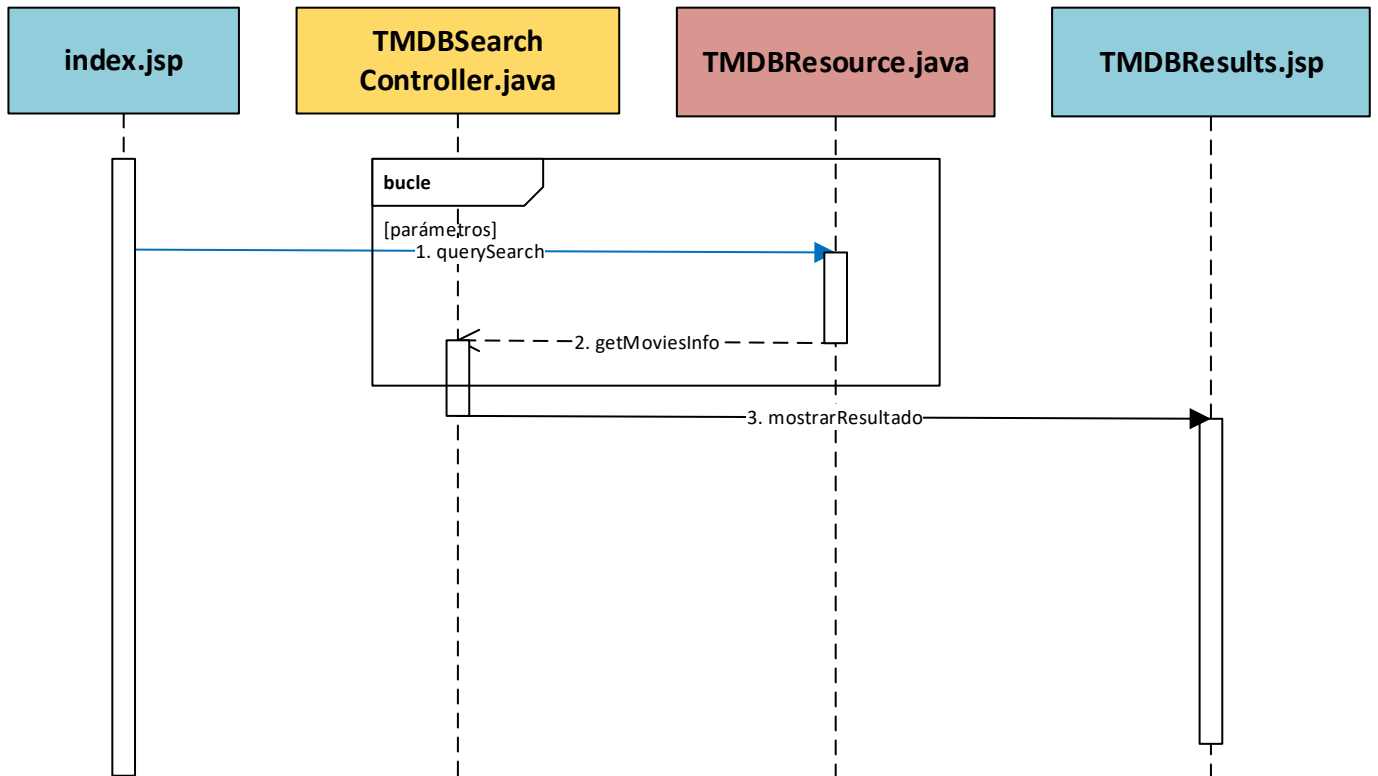 index.jsp
TMDBSearch
Controller.java
TMDBResource.java
TMDBResults.jsp
bucle
[parámetros]
1. querySearch
2. getMoviesInfo
3. mostrarResultado